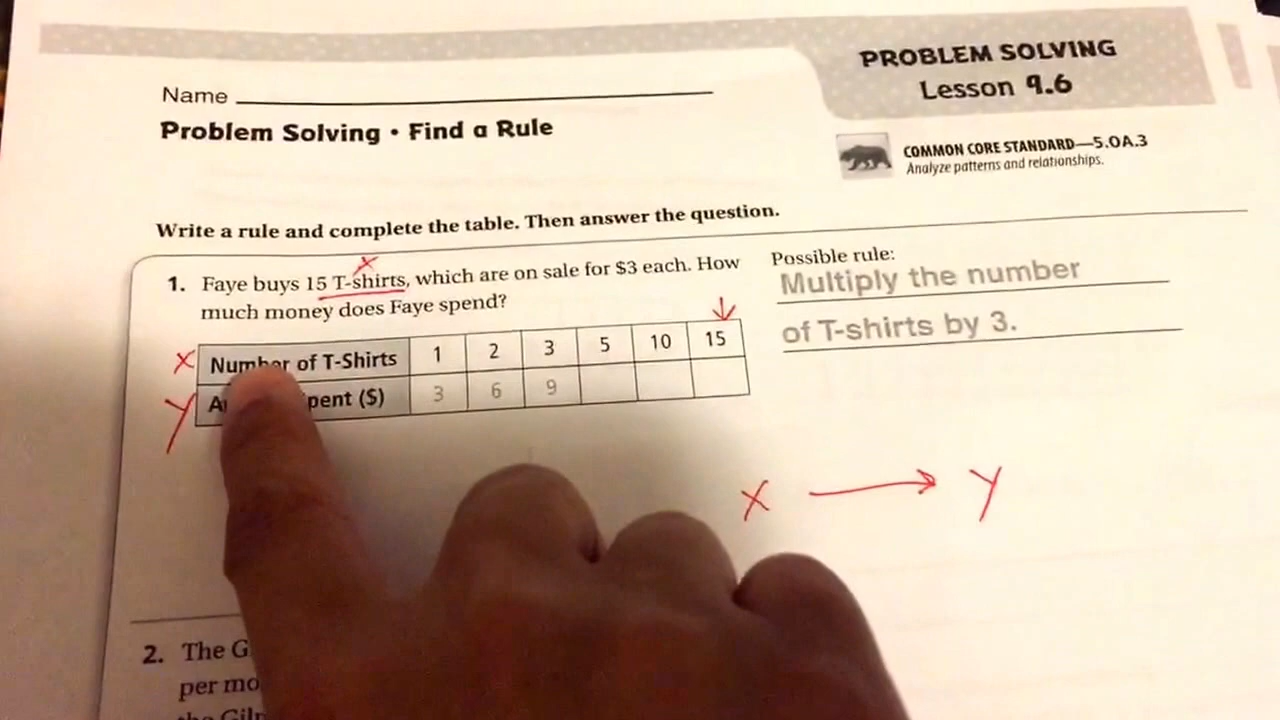 PROBLEM SOLVING
Lesson 9.6
Name
Problem Solving • Find a Rule
COMMON CORE STANDARD—5.OA.3
Analyze patterns and relationships.
Write a rule and complete the table. Then answer the question.
x
1. Faye buys 15 T-shirts, which are on sale for $3 each. How
much money does Faye spend?
Possible rule:
Multiply the number
of T-shirts by 3.
x Number of T-Shirts 1 2 3 5 10 15
y ($) 3 6 9
x → y
2. The
per